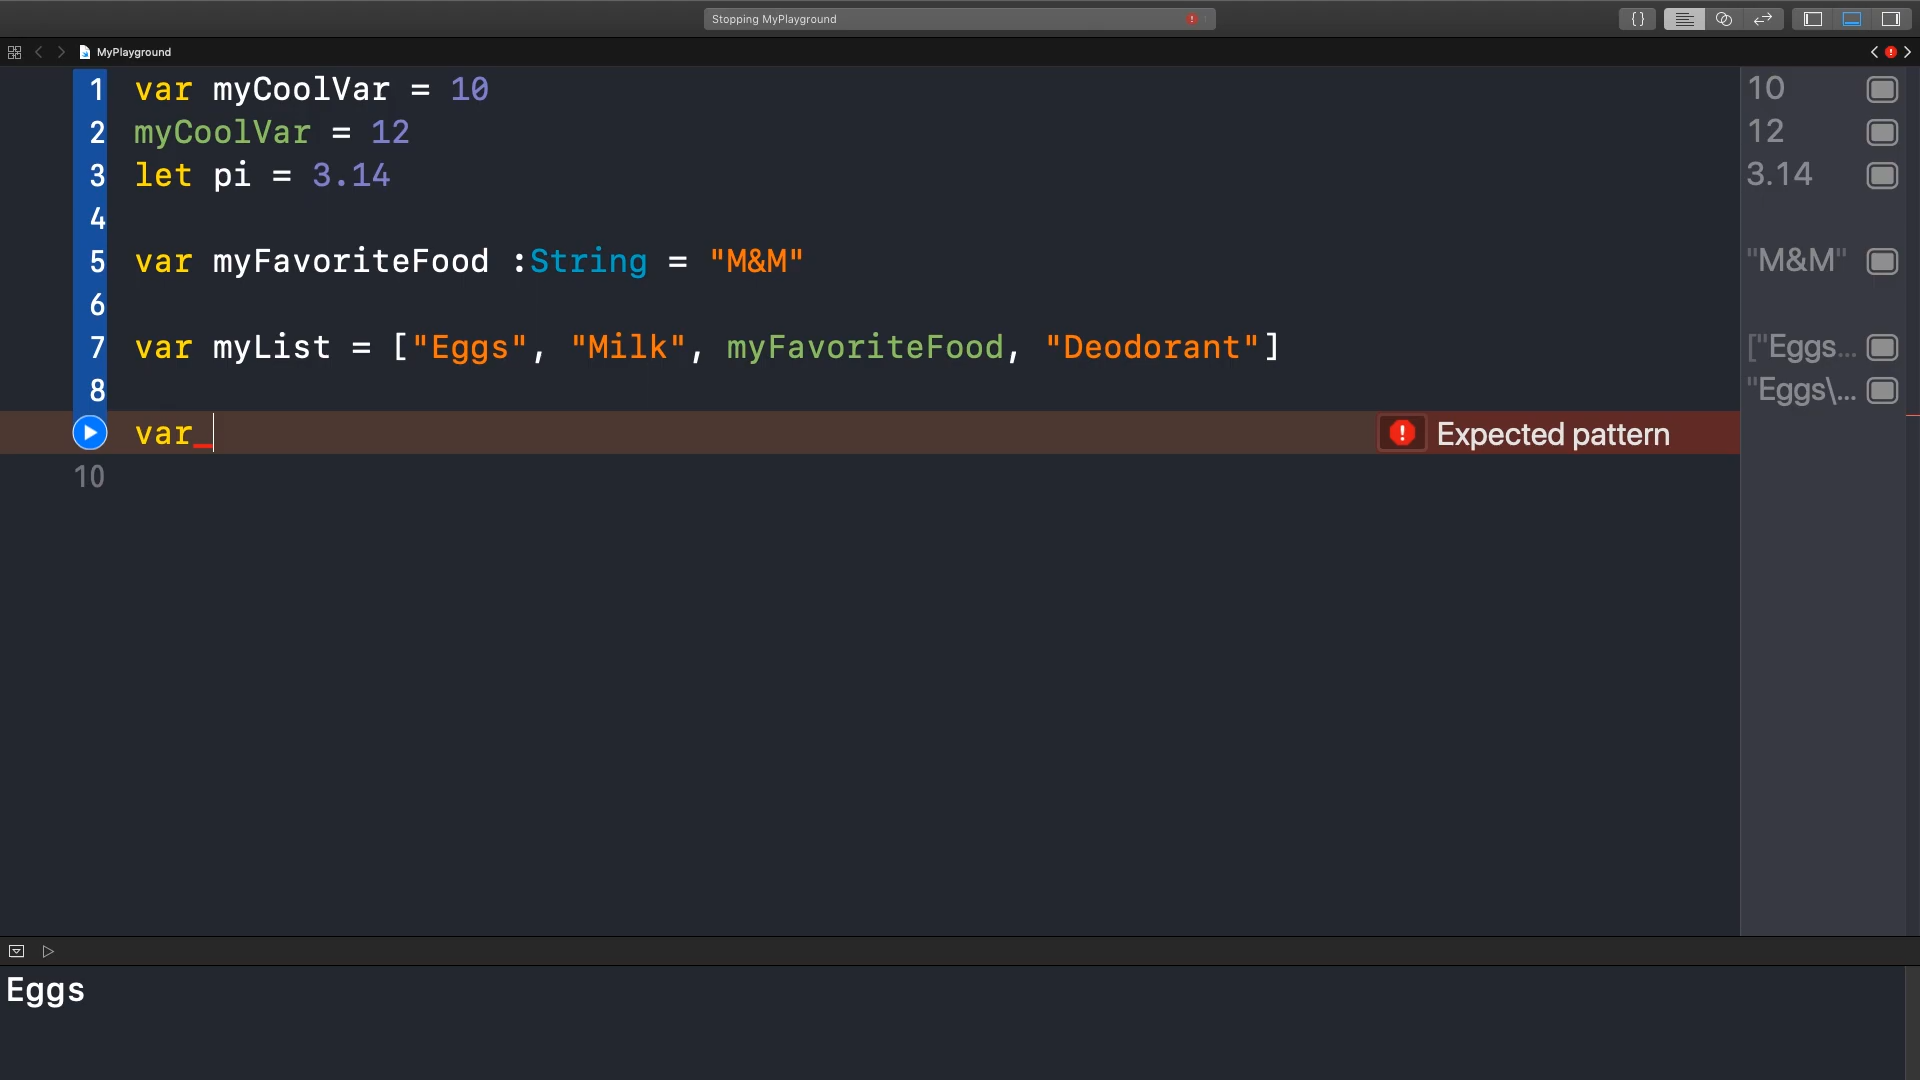 Stopping MyPlayground
{}
MyPlayground
1 var myCoolVar = 10 10
2 myCoolVar = 12 12
3 let pi = 3.14 3.14
4
5 var myFavoriteFood :String = "M&M" "M&M"
6
7 var myList = ["Eggs", "Milk", myFavoriteFood, "Deodorant"] ["Eggs...
8 "Eggs\...
var Expected pattern
10
Eggs